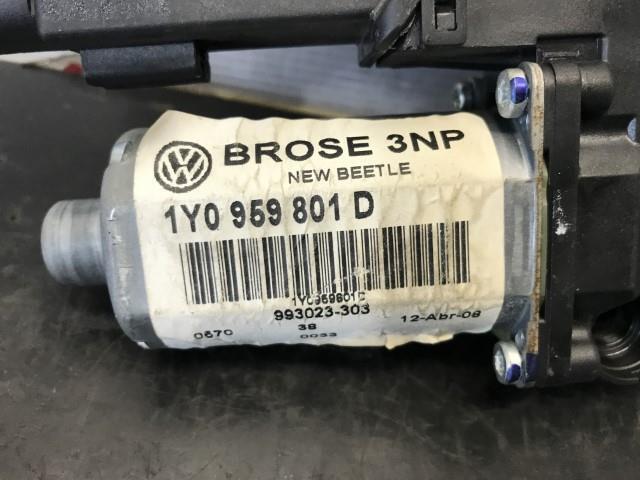 BROSE 3NP
NEW BEETLE
1Y0 959 801 D
1Y0959801D
993023-303
0670 38 12-Abr-08
0033